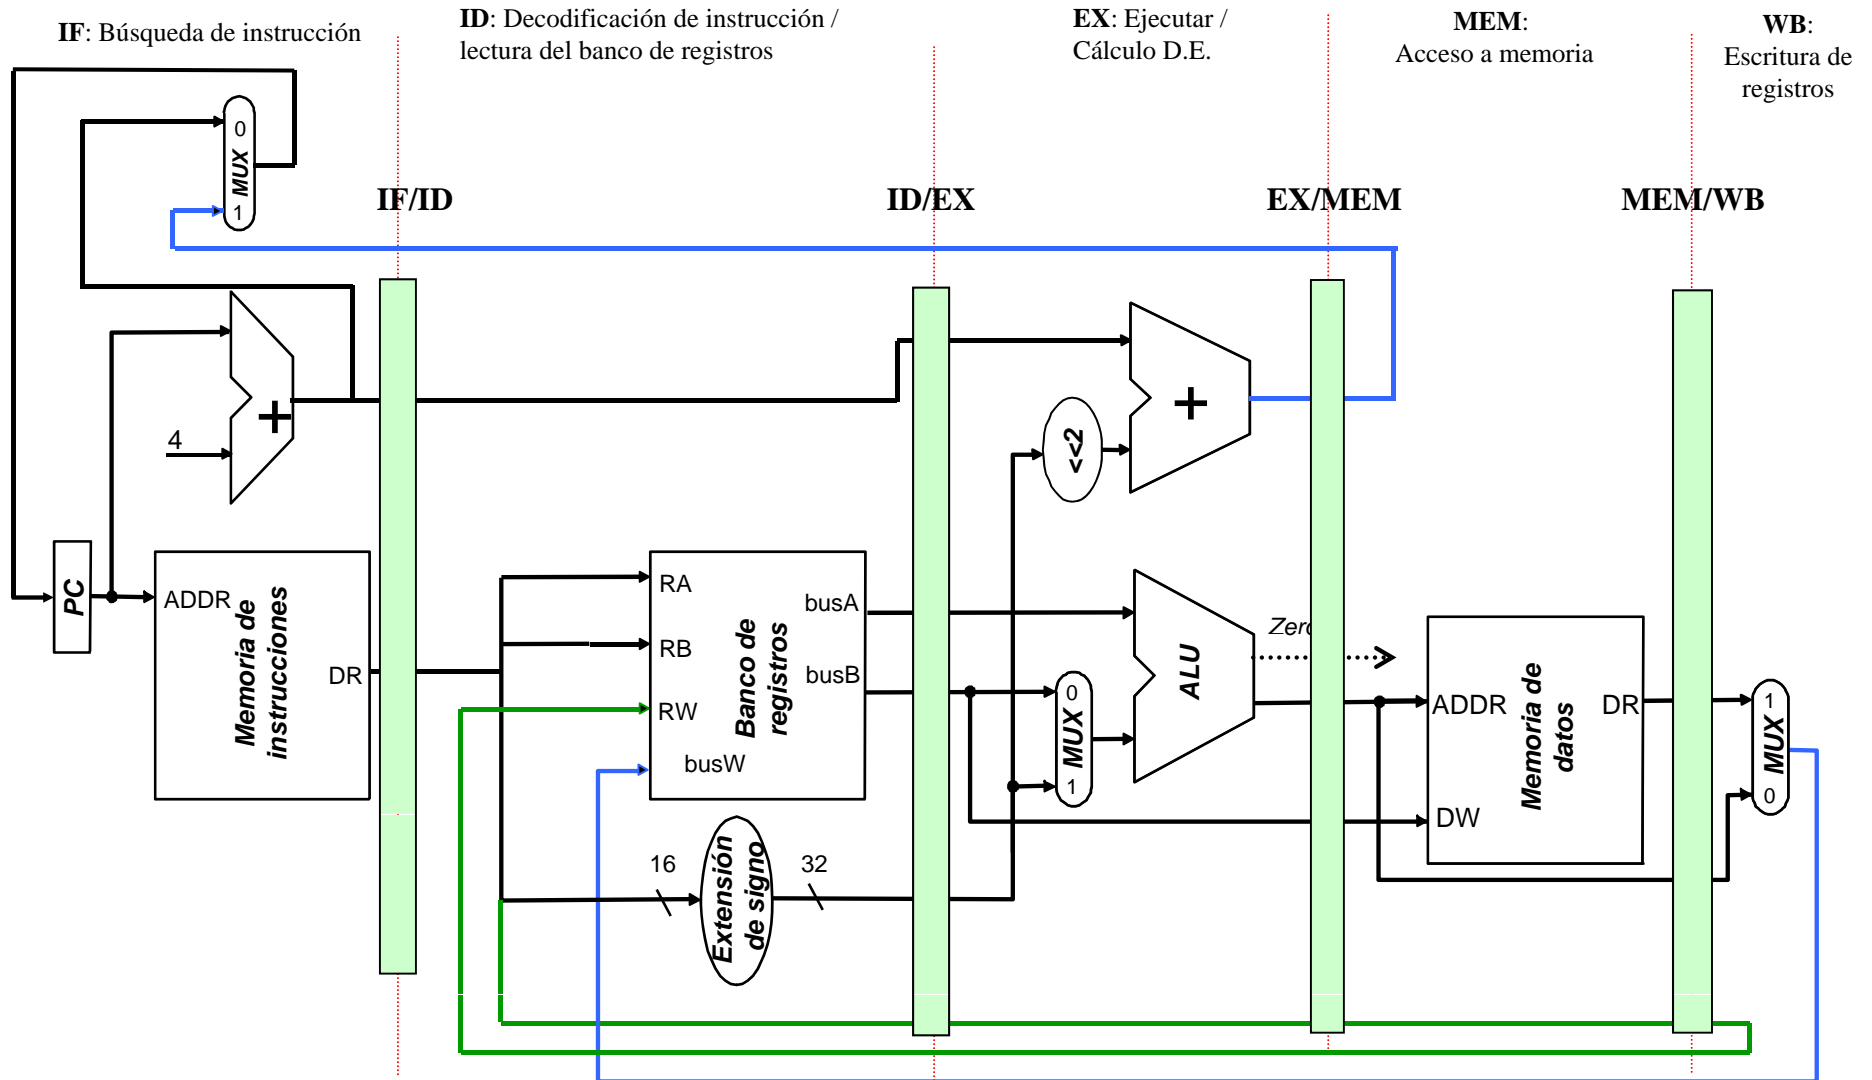 IF: Búsqueda de instrucción
ID: Decodificación de instrucción /
lectura del banco de registros
EX: Ejecutar /
Cálculo D.E.
MEM:
Acceso a memoria
WB:
Escritura de
registros
0
MUX
1
IF/ID
ID/EX
EX/MEM
MEM/WB
+
4
+
<<2
PC
ADDR
Memoria de
instrucciones
DR
RA
RB
RW
busW
Banco de
registros
busA
busB
0
MUX
1
ALU
Zero
ADDR
DW
Memoria de
datos
DR
1
MUX
0
16
Extensión
de signo
32